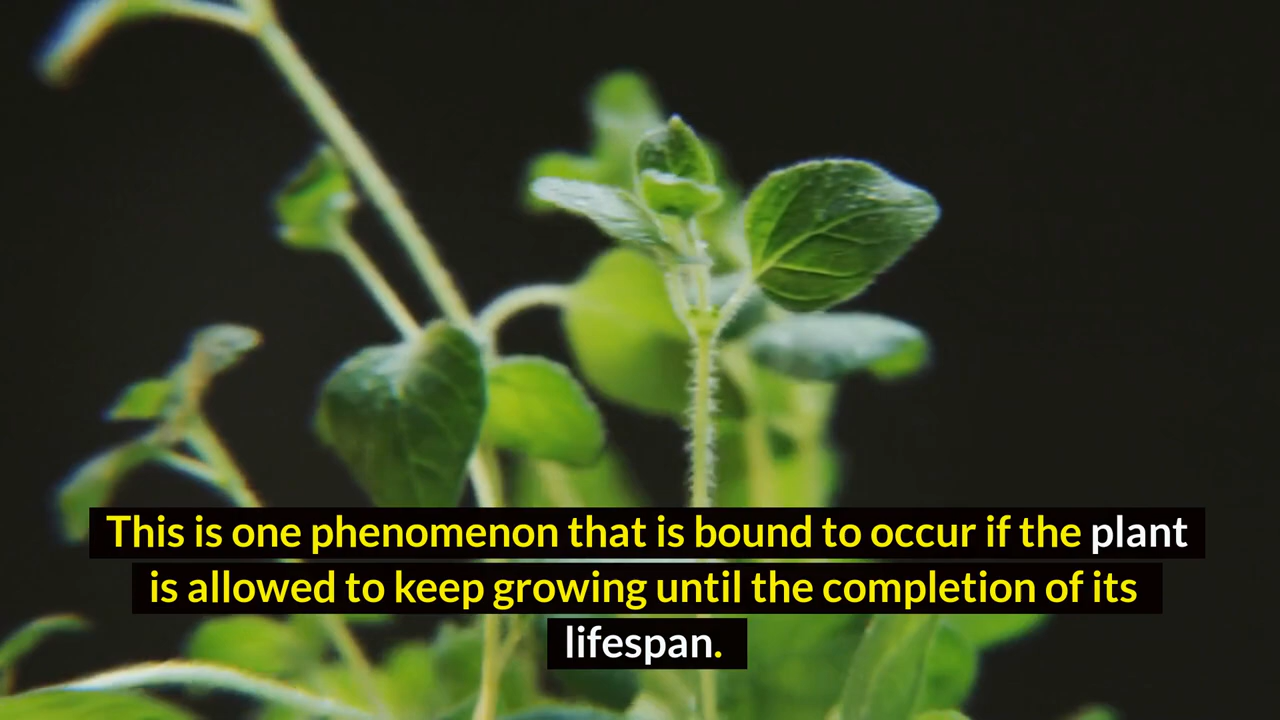 This is one phenomenon that is bound to occur if the plant
is allowed to keep growing until the completion of its
lifespan.